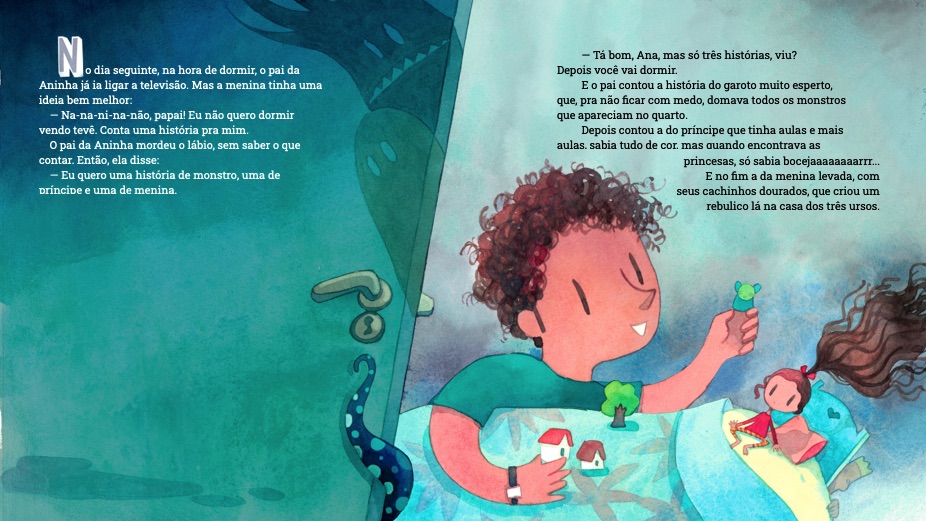 No dia seguinte, na hora de dormir, o pai da
Aninha já ia ligar a televisão. Mas a menina tinha uma
ideia bem melhor:
— Na-na-ni-na-não, papai! Eu não quero dormir
vendo tevê. Conta uma história pra mim.
O pai da Aninha mordeu o lábio, sem saber o que
contar. Então, ela disse:
— Eu quero uma história de monstro, uma de
príncipe e uma de menina.
— Tá bom, Ana, mas só três histórias, viu?
Depois você vai dormir.
E o pai contou a história do garoto muito esperto,
que, pra não ficar com medo, domava todos os monstros
que apareciam no quarto.
Depois contou a do príncipe que tinha aulas e mais
aulas, sabia tudo de cor, mas quando encontrava as
princesas, só sabia bocejaaaaaaaarrr...
E no fim a da menina levada, com
seus cachinhos dourados, que criou um
rebuliço lá na casa dos três ursos.